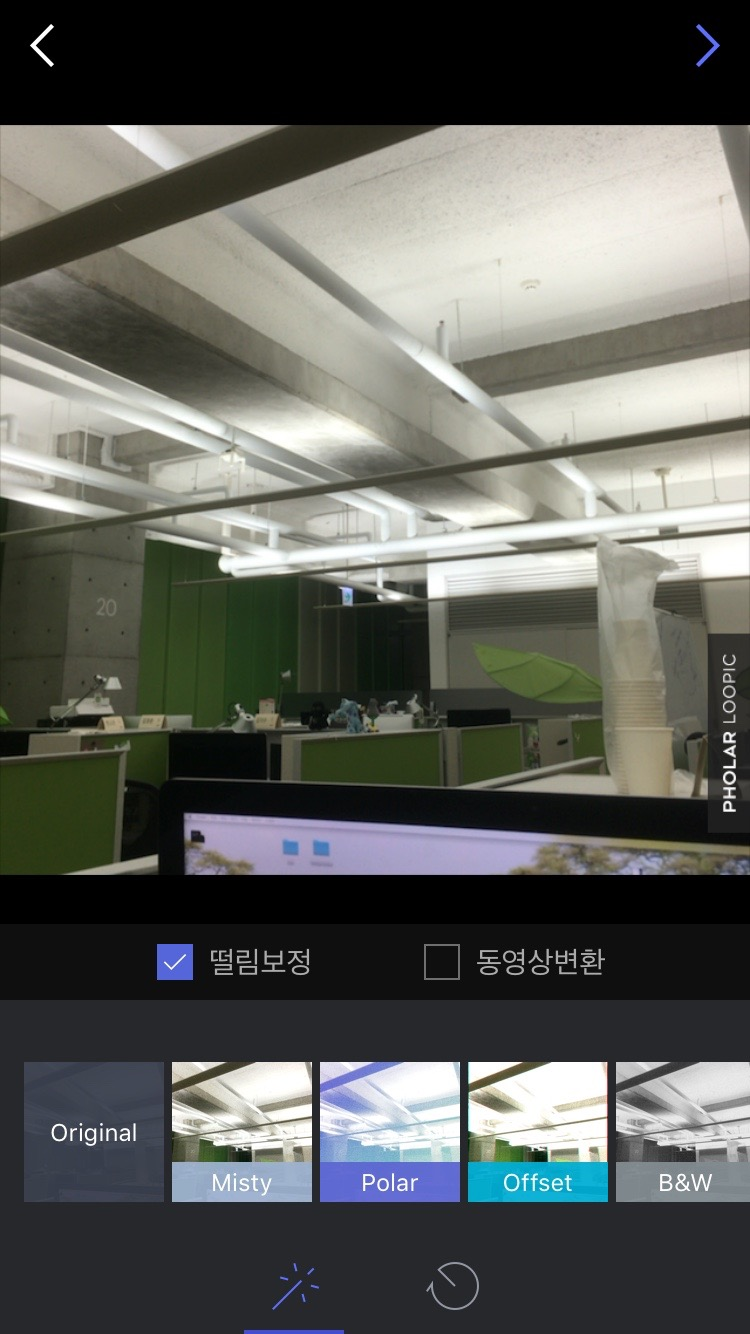 20
PHOLAR LOOPIC
떨림보정
동영상변환
Original
Misty
Polar
Offset
B&W